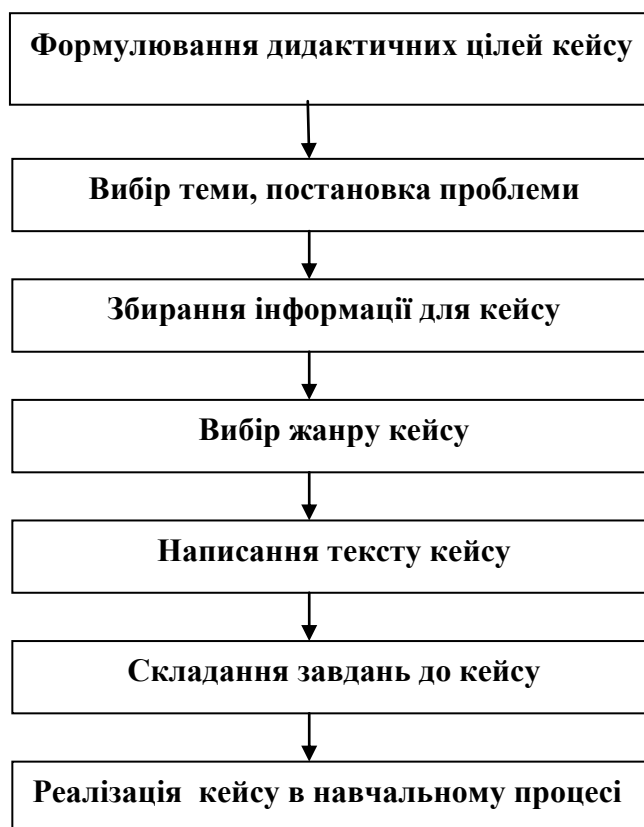 Формулювання дидактичних цілей кейсу
Вибір теми, постановка проблеми
Збирання інформації для кейсу
Вибір жанру кейсу
Написання тексту кейсу
Складання завдань до кейсу
Реалізація кейсу в навчальному процесі